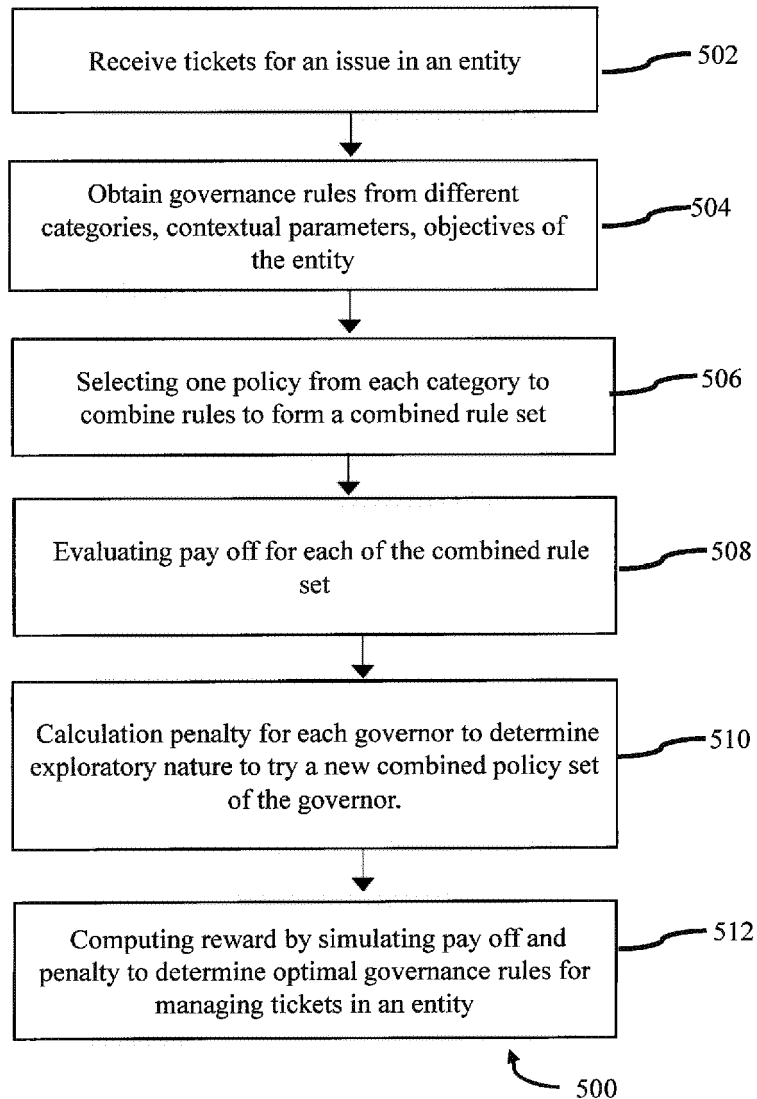 Receive tickets for an issue in an entity
502
Obtain governance rules from different
categories, contextual parameters, objectives of
the entity
504
Selecting one policy from each category to
combine rules to form a combined rule set
506
Evaluating pay off for each of the combined rule
set
508
Calculation penalty for each governor to determine
exploratory nature to try a new combined policy set
of the governor.
510
Computing reward by simulating pay off and
penalty to determine optimal governance rules for
managing tickets in an entity
512
500